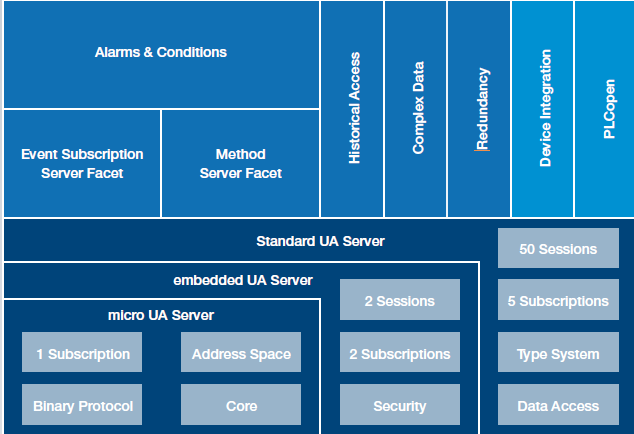 Alarms & Conditions
Event Subscription
Server Facet
Method
Server Facet
Historical Access
Complex Data
Redundancy
Device Integration
PLCopen
Standard UA Server
50 Sessions
embedded UA Server
2 Sessions
5 Subscriptions
micro UA Server
1 Subscription
Address Space
2 Subscriptions
Type System
Binary Protocol
Core
Security
Data Access